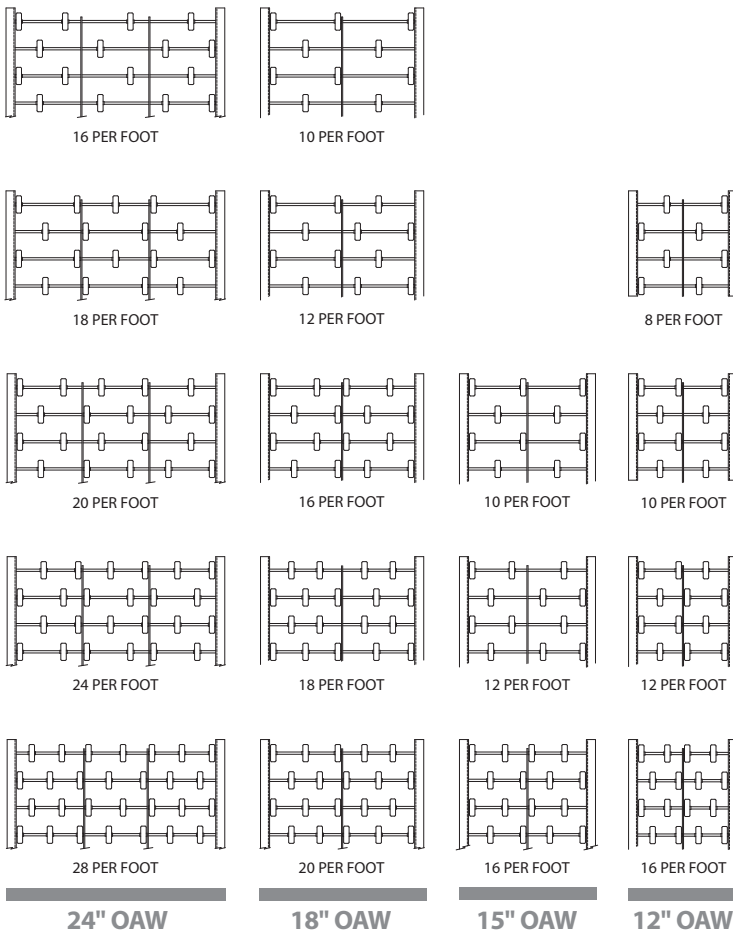 16 PER FOOT
10 PER FOOT
18 PER FOOT
12 PER FOOT
8 PER FOOT
20 PER FOOT
16 PER FOOT
10 PER FOOT
10 PER FOOT
24 PER FOOT
18 PER FOOT
12 PER FOOT
12 PER FOOT
28 PER FOOT
20 PER FOOT
16 PER FOOT
16 PER FOOT
24" OAW
18" OAW
15" OAW
12" OAW